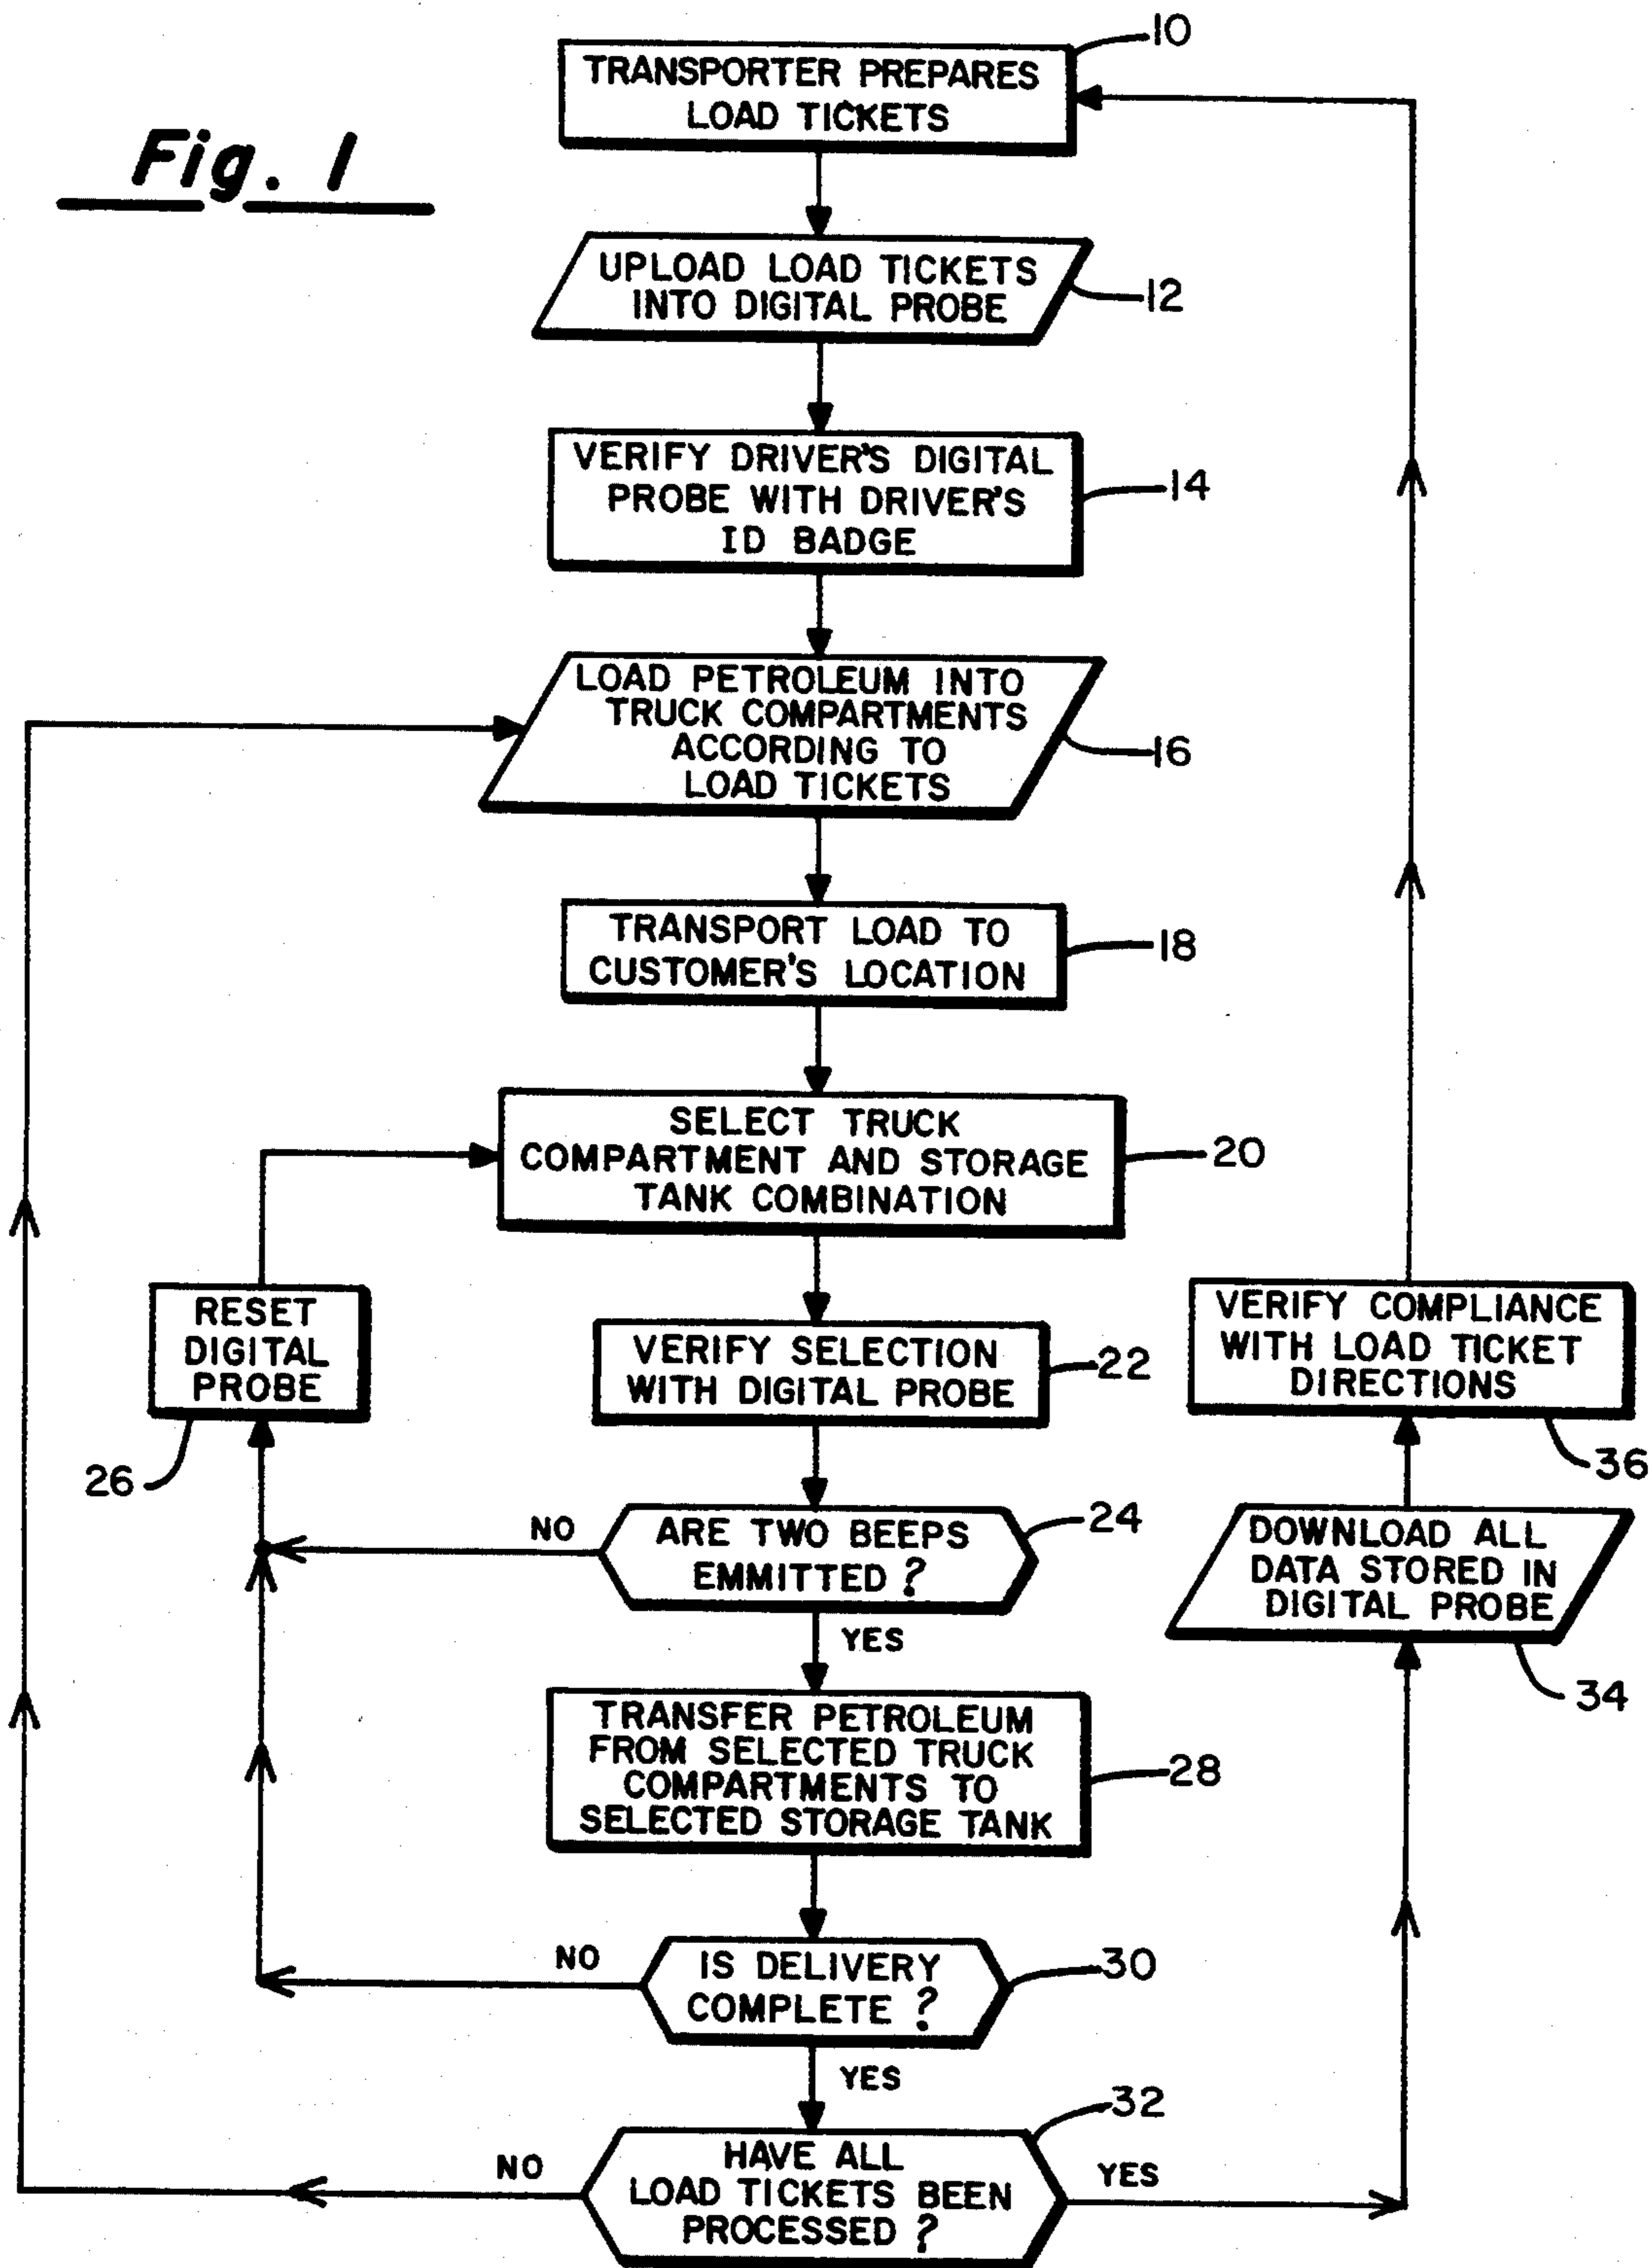 Fig. 1
10
TRANSPORTER PREPARES
LOAD TICKETS
UPLOAD LOAD TICKETS
INTO DIGITAL PROBE
12
VERIFY DRIVER'S DIGITAL
PROBE WITH DRIVER'S
ID BADGE
14
LOAD PETROLEUM INTO
TRUCK COMPARTMENTS
ACCORDING TO
LOAD TICKETS
16
TRANSPORT LOAD TO
CUSTOMER'S LOCATION
18
SELECT TRUCK
COMPARTMENT AND STORAGE
TANK COMBINATION
20
RESET
DIGITAL
PROBE
26
VERIFY SELECTION
WITH DIGITAL PROBE
22
VERIFY COMPLIANCE
WITH LOAD TICKET
DIRECTIONS
36
NO
ARE TWO BEEPS
EMMITTED ?
24
YES
DOWNLOAD ALL
DATA STORED IN
DIGITAL PROBE
34
TRANSFER PETROLEUM
FROM SELECTED TRUCK
COMPARTMENTS TO
SELECTED STORAGE TANK
28
NO
IS DELIVERY
COMPLETE ?
30
YES
32
NO
HAVE ALL
LOAD TICKETS BEEN
PROCESSED ?
YES